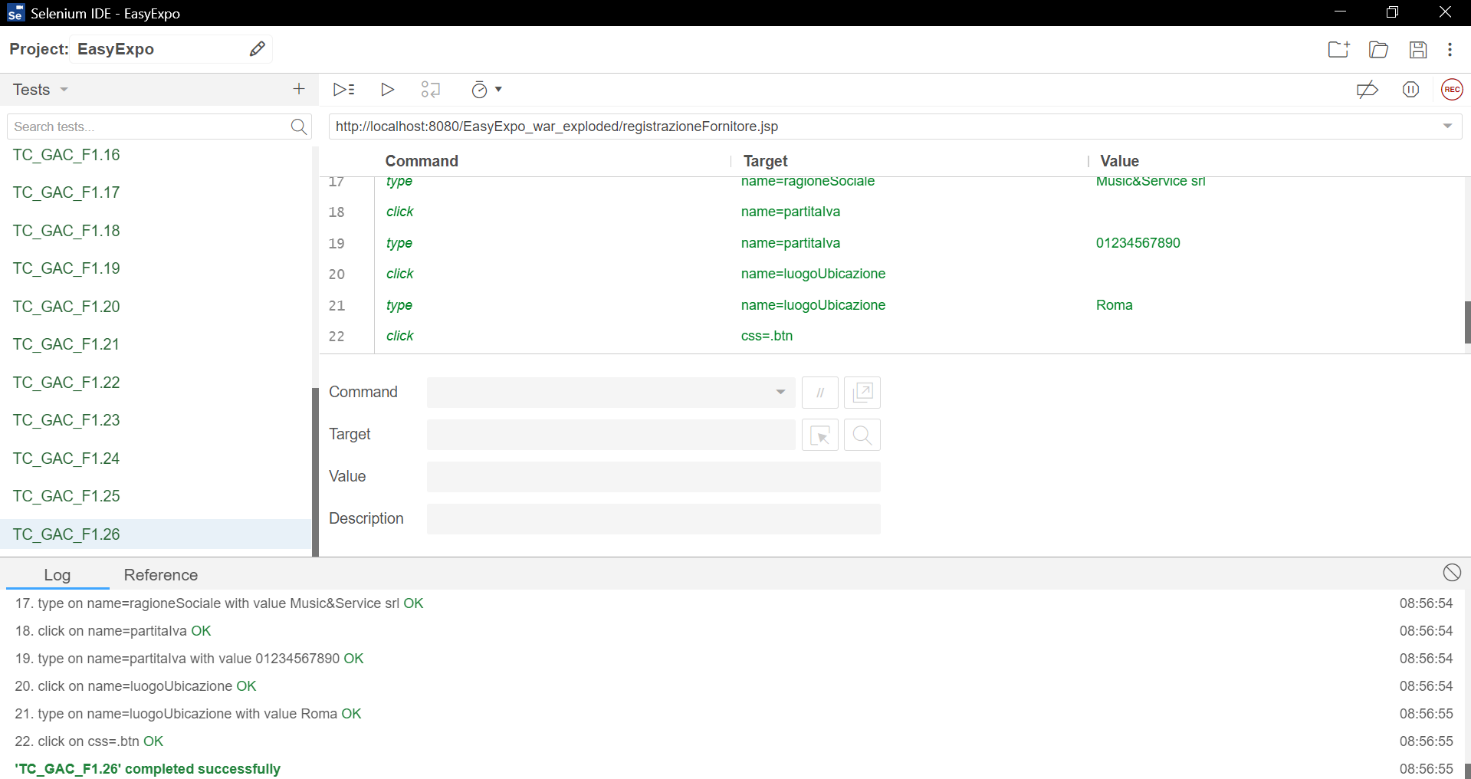 Selenium IDE - EasyExpo
Project: EasyExpo
Tests
Search tests...
http://localhost:8080/EasyExpo_war_exploded/registrazioneFornitore.jsp
REC
TC_GAC_F1.16
TC_GAC_F1.17
TC_GAC_F1.18
TC_GAC_F1.19
TC_GAC_F1.20
TC_GAC_F1.21
TC_GAC_F1.22
TC_GAC_F1.23
TC_GAC_F1.24
TC_GAC_F1.25
TC_GAC_F1.26
Command Target Value
17 type name=ragioneSociale Music&Service srl
18 click name=partitaIva
19 type name=partitaIva 01234567890
20 click name=luogoUbicazione
21 type name=luogoUbicazione Roma
22 click css=.btn
Command //
Target
Value
Description
Log Reference
17. type on name=ragioneSociale with value Music&Service srl OK 08:56:54
18. click on name=partitaIva OK 08:56:54
19. type on name=partitaIva with value 01234567890 OK 08:56:54
20. click on name=luogoUbicazione OK 08:56:54
21. type on name=luogoUbicazione with value Roma OK 08:56:55
22. click on css=.btn OK 08:56:55
'TC_GAC_F1.26' completed successfully 08:56:55